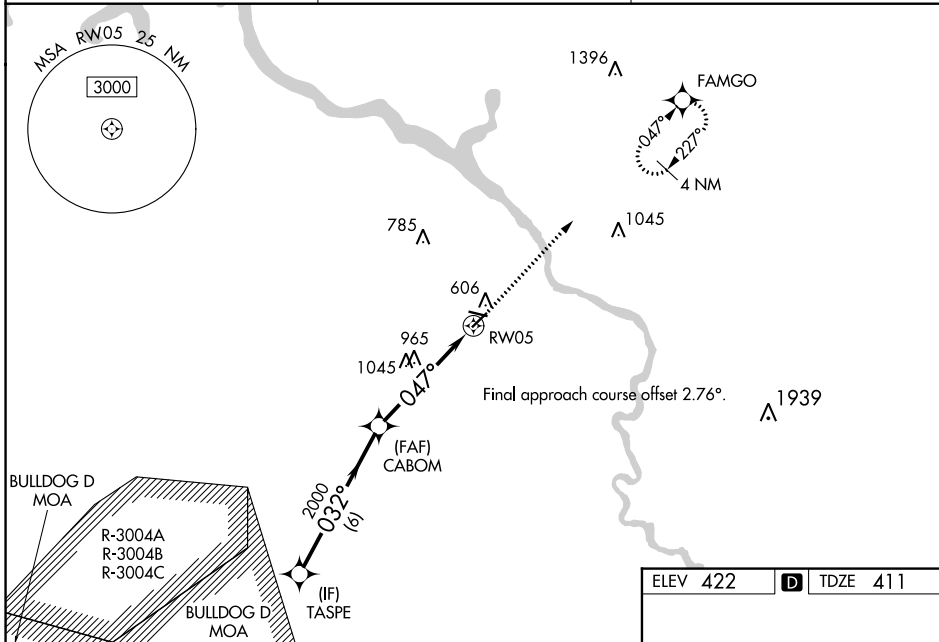 MSA RW05 25 NM
3000
1396
FAMGO
047°
227°
4 NM
785
1045
606
RW05
965
1045
047°
Final approach course offset 2.76°.
1939
(FAF)
CABOM
2000
032°
(6)
BULLDOG D
MOA
R-3004A
R-3004B
R-3004C
(IF)
TASPE
BULLDOG D
MOA
ELEV 422 D TDZE 411